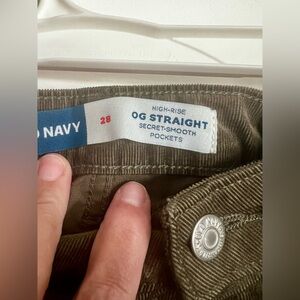 D NAVY
28
HIGH-RISE
OG STRAIGHT
SECRET-SMOOTH
POCKETS